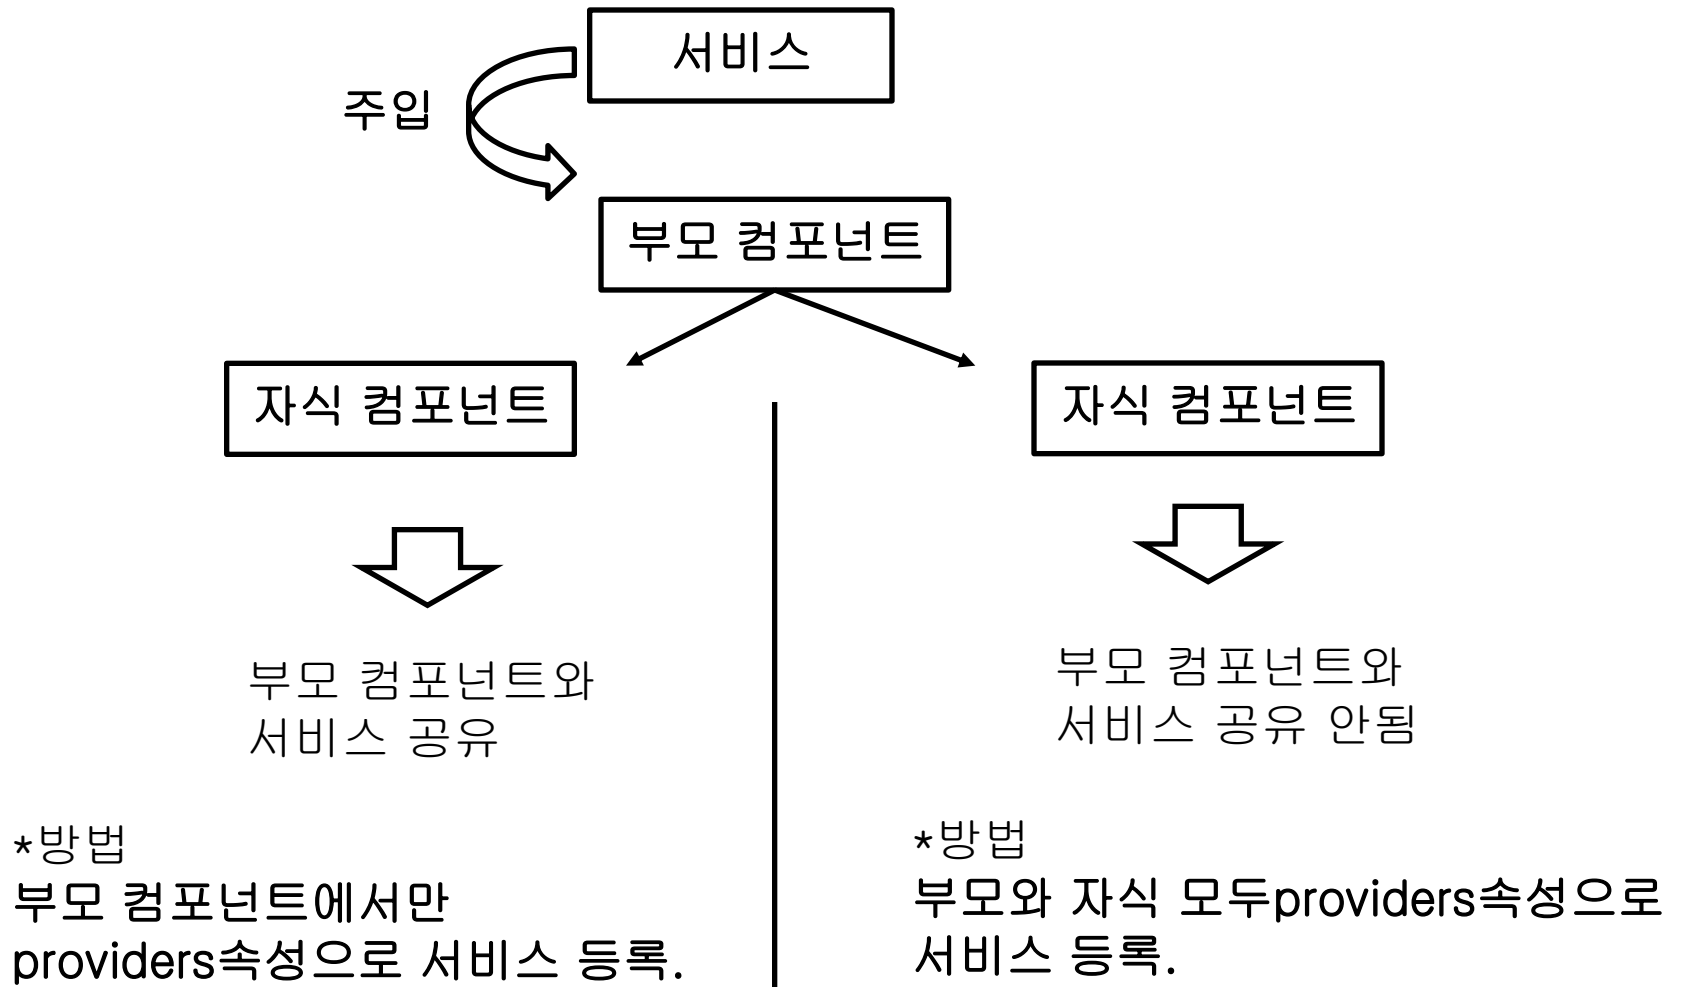 서비스
주입
부모 컴포넌트
자식 컴포넌트
자식 컴포넌트
부모 컴포넌트와
서비스 공유
*방법
부모 컴포넌트에서만
providers속성으로 서비스 등록.
부모 컴포넌트와
서비스 공유 안됨
*방법
부모와 자식 모두providers속성으로
서비스 등록.